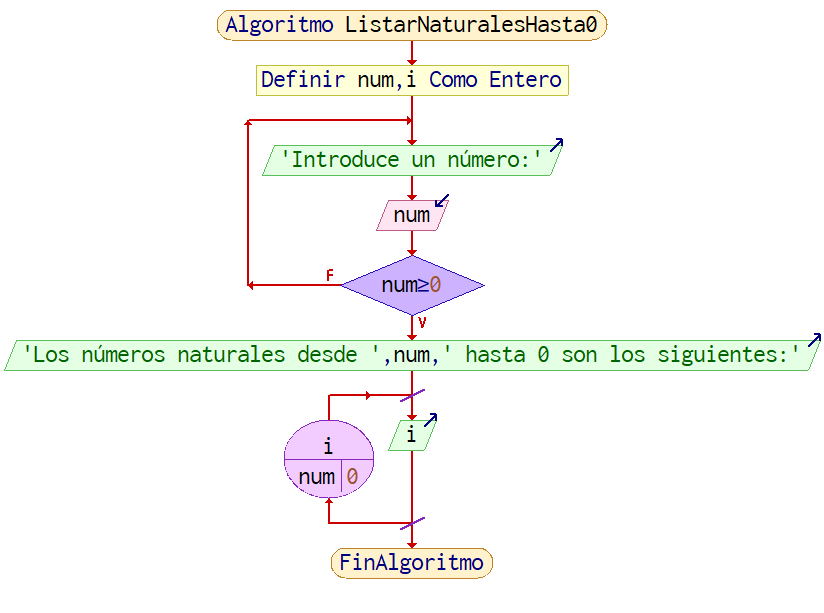 Algoritmo ListarNaturalesHasta0
Definir num,i Como Entero
'Introduce un número:'
num
F
num≥0
V
'Los números naturales desde ',num,' hasta 0 son los siguientes:'
i
i
num 0
FinAlgoritmo